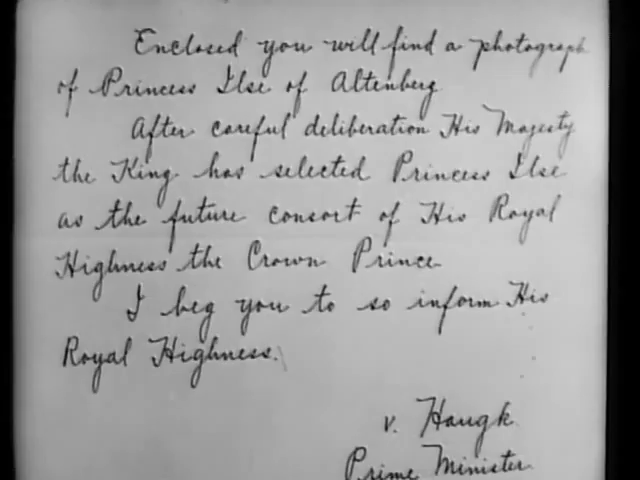 Enclosed you will find a photograph
of Princess Ilse of Altenberg
After careful deliberation His Majesty
the King has selected Princess Ilse
as the future consort of His Royal
Highness the Crown Prince
I beg you to so inform His
Royal Highness.
v. Haugk
Prime Minister